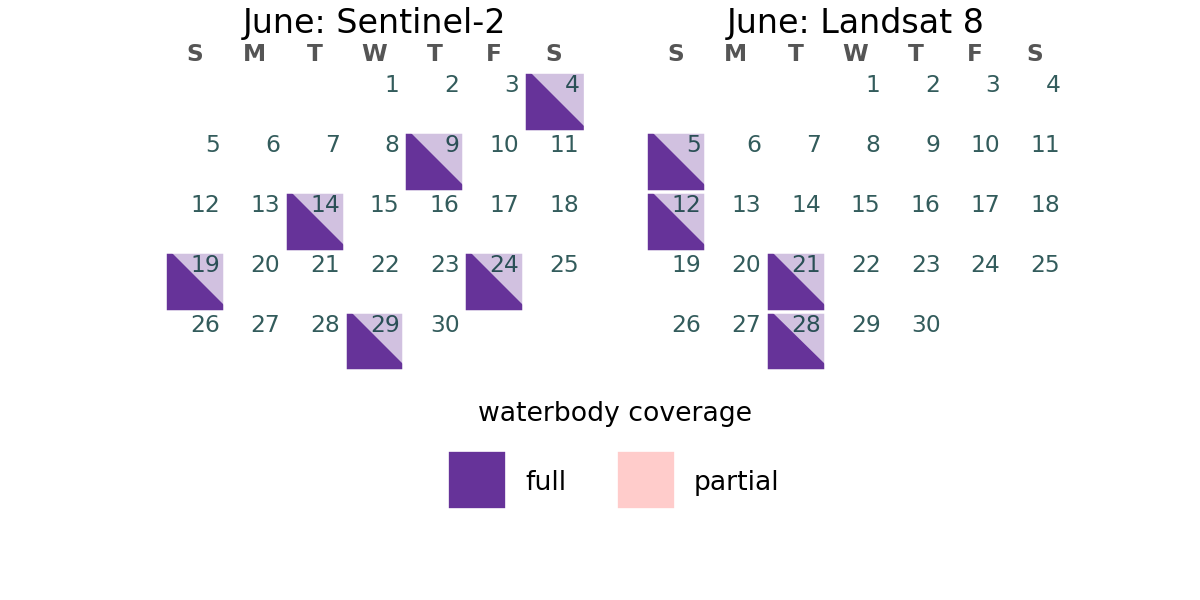 June: Sentinel-2
S M T W T F S
1 2 3 4
5 6 7 8 9 10 11
12 13 14 15 16 17 18
19 20 21 22 23 24 25
26 27 28 29 30
June: Landsat 8
S M T W T F S
1 2 3 4
5 6 7 8 9 10 11
12 13 14 15 16 17 18
19 20 21 22 23 24 25
26 27 28 29 30
waterbody coverage
full partial